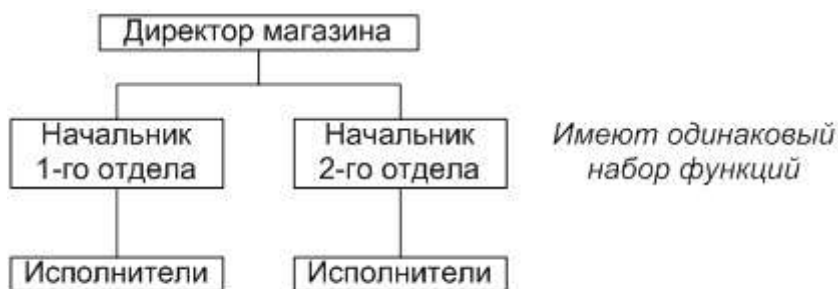 Директор магазина
Начальник
1-го отдела
Начальник
2-го отдела
Имеют одинаковый
набор функций
Исполнители
Исполнители